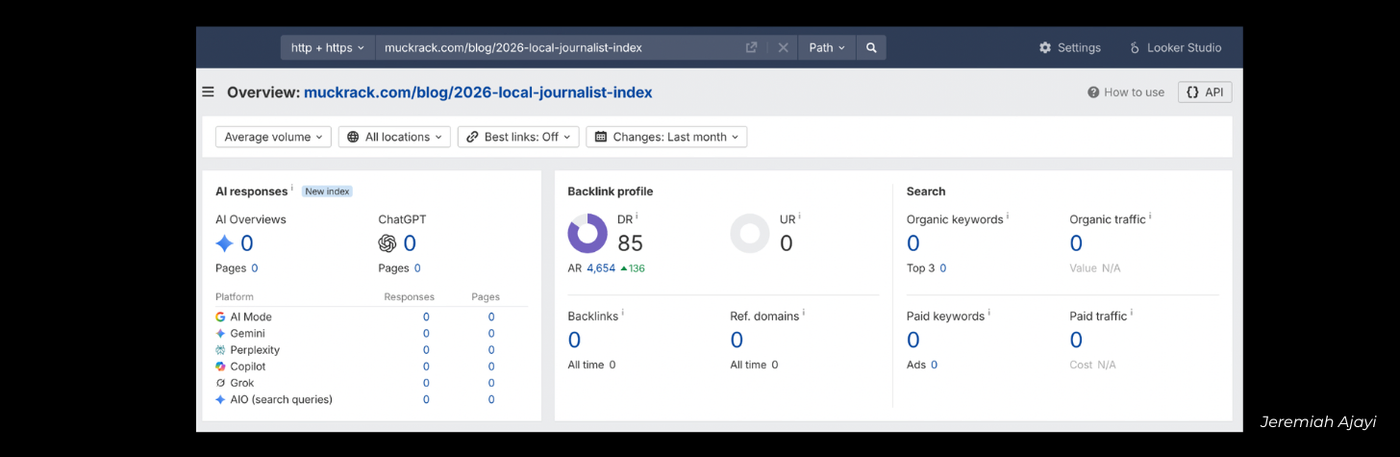 http + https muckrack.com/blog/2026-local-journalist-index Path Settings Looker Studio
Overview: muckrack.com/blog/2026-local-journalist-index How to use {} API
Average volume All locations Best links: Off Changes: Last month
AI responses i New index
AI Overviews ChatGPT
0 0
Pages 0 Pages 0
Platform Responses Pages
AI Mode 0 0
Gemini 0 0
Perplexity 0 0
Copilot 0 0
Grok 0 0
AIO (search queries) 0 0
Backlink profile
DR i UR i
85 0
AR 4,654 136
Backlinks i Ref. domains i
0 0
All time 0 All time 0
Search
Organic keywords i Organic traffic i
0 0
Top 3 0 Value N/A
Paid keywords i Paid traffic i
0 0
Ads 0 Cost N/A
Jeremiah Ajayi